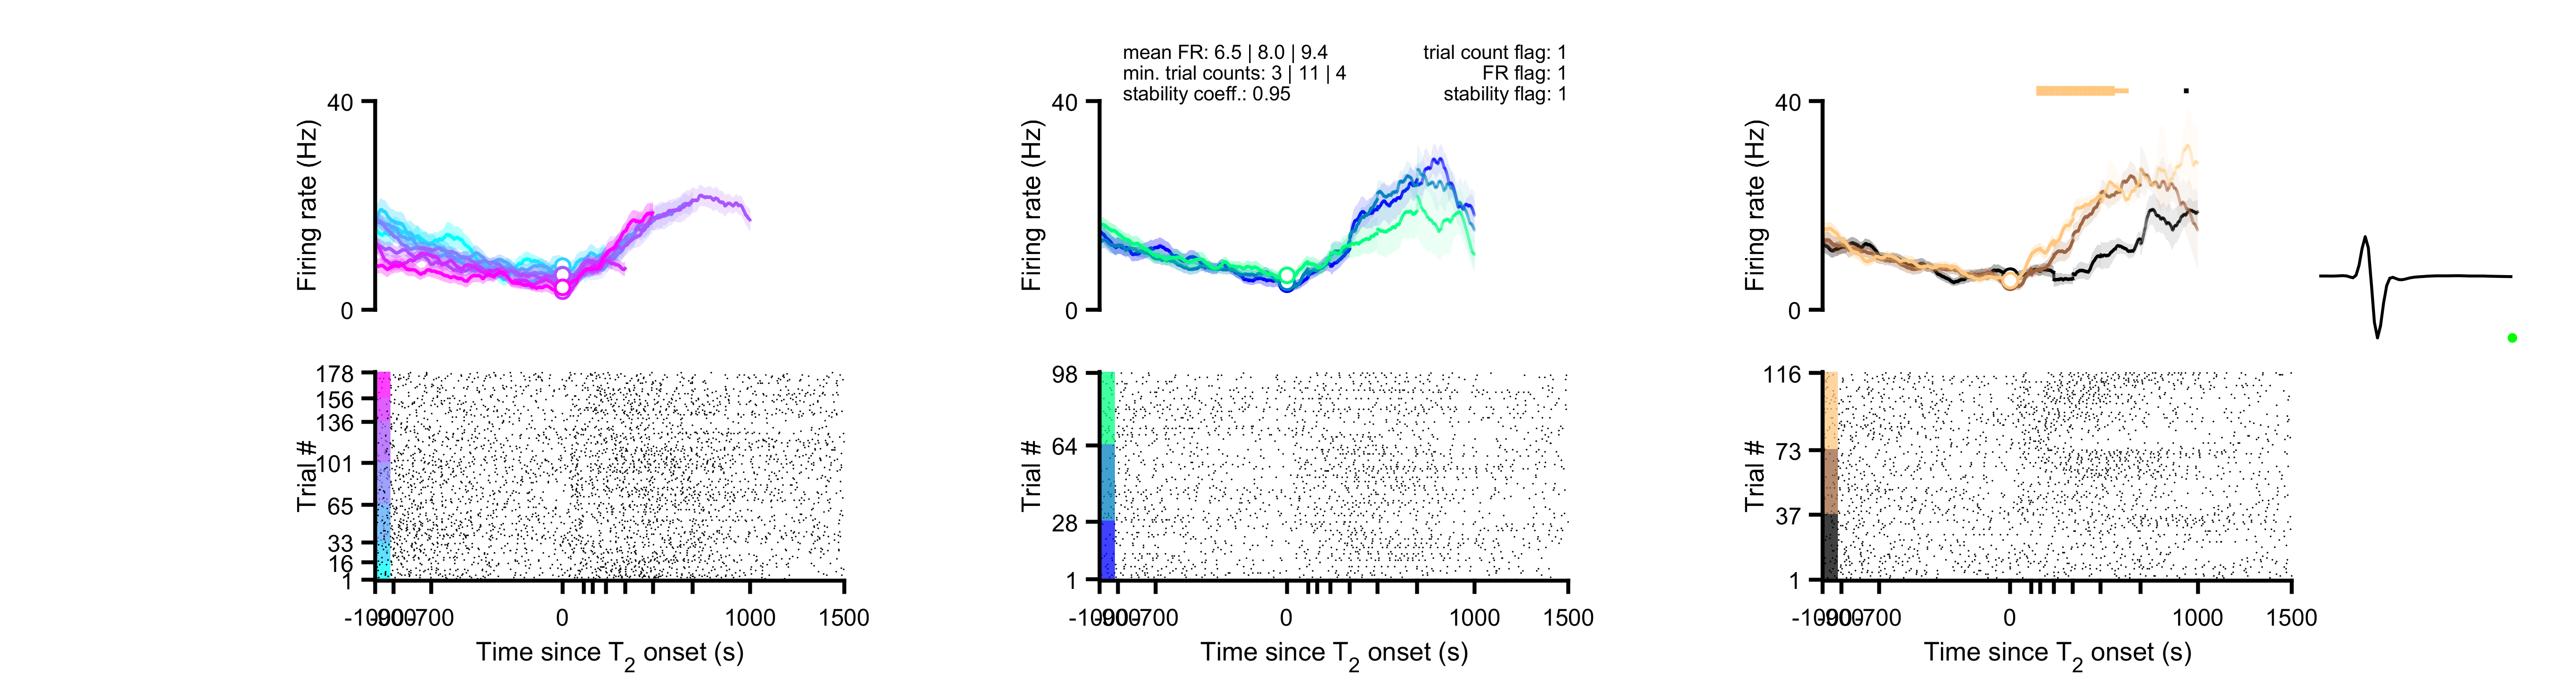 mean FR: 6.5 | 8.0 | 9.4
min. trial counts: 3 | 11 | 4
stability coeff.: 0.95
trial count flag: 1
FR flag: 1
stability flag: 1
40
Firing rate (Hz)
0
40
Firing rate (Hz)
0
40
Firing rate (Hz)
0
178
156
136
101
65
33
16
1
Trial #
-1000
-900
-700
0
1000
1500
Time since T2 onset (s)
98
64
28
1
Trial #
-1000
-900
-700
0
1000
1500
Time since T2 onset (s)
116
73
37
1
Trial #
-1000
-900
-700
0
1000
1500
Time since T2 onset (s)